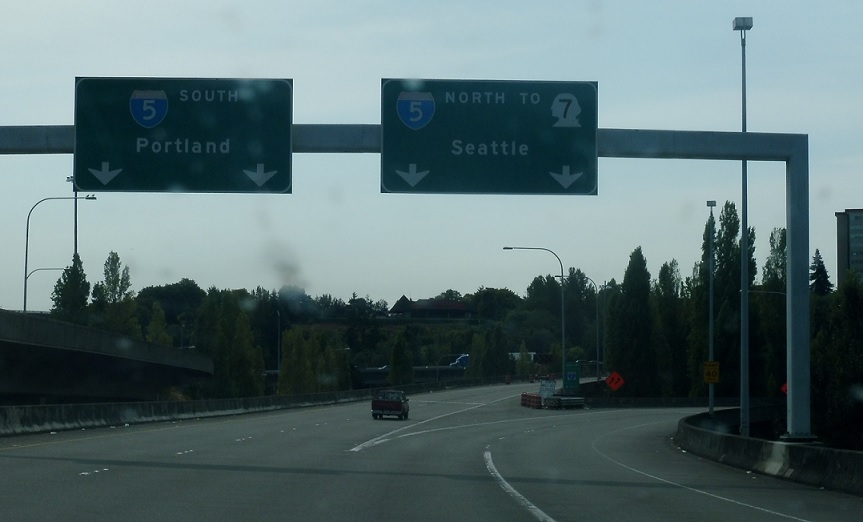 5 SOUTH
Portland
5 NORTH TO 7
Seattle